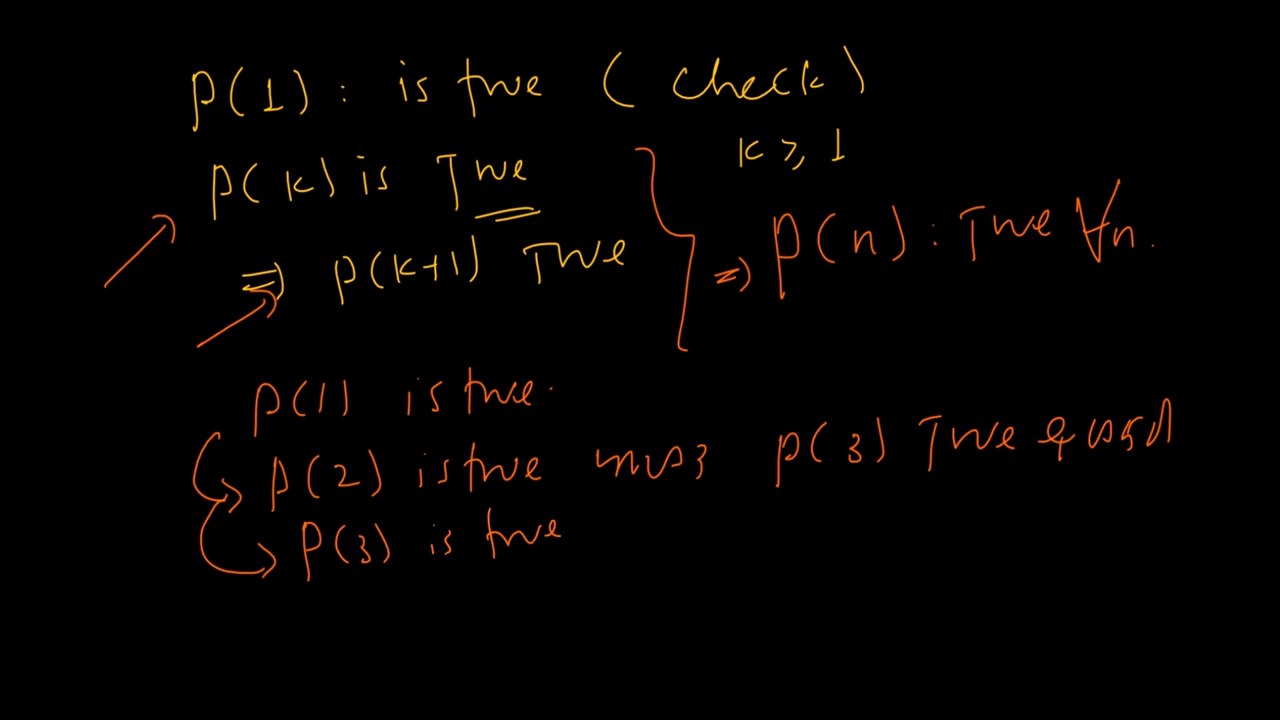 P(1) : is true (check)
k ⩾ 1
P(k) is True
⇒ P(k+1) True
⇒ P(n) : True ∀n.
P(1) is true.
P(2) is true P(3) True
P(3) is true